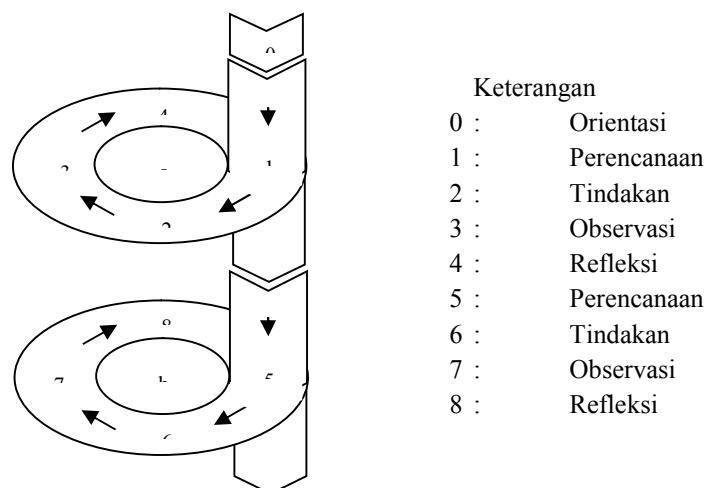 Keterangan
0 : Orientasi
1 : Perencanaan
2 : Tindakan
3 : Observasi
4 : Refleksi
5 : Perencanaan
6 : Tindakan
7 : Observasi
8 : Refleksi